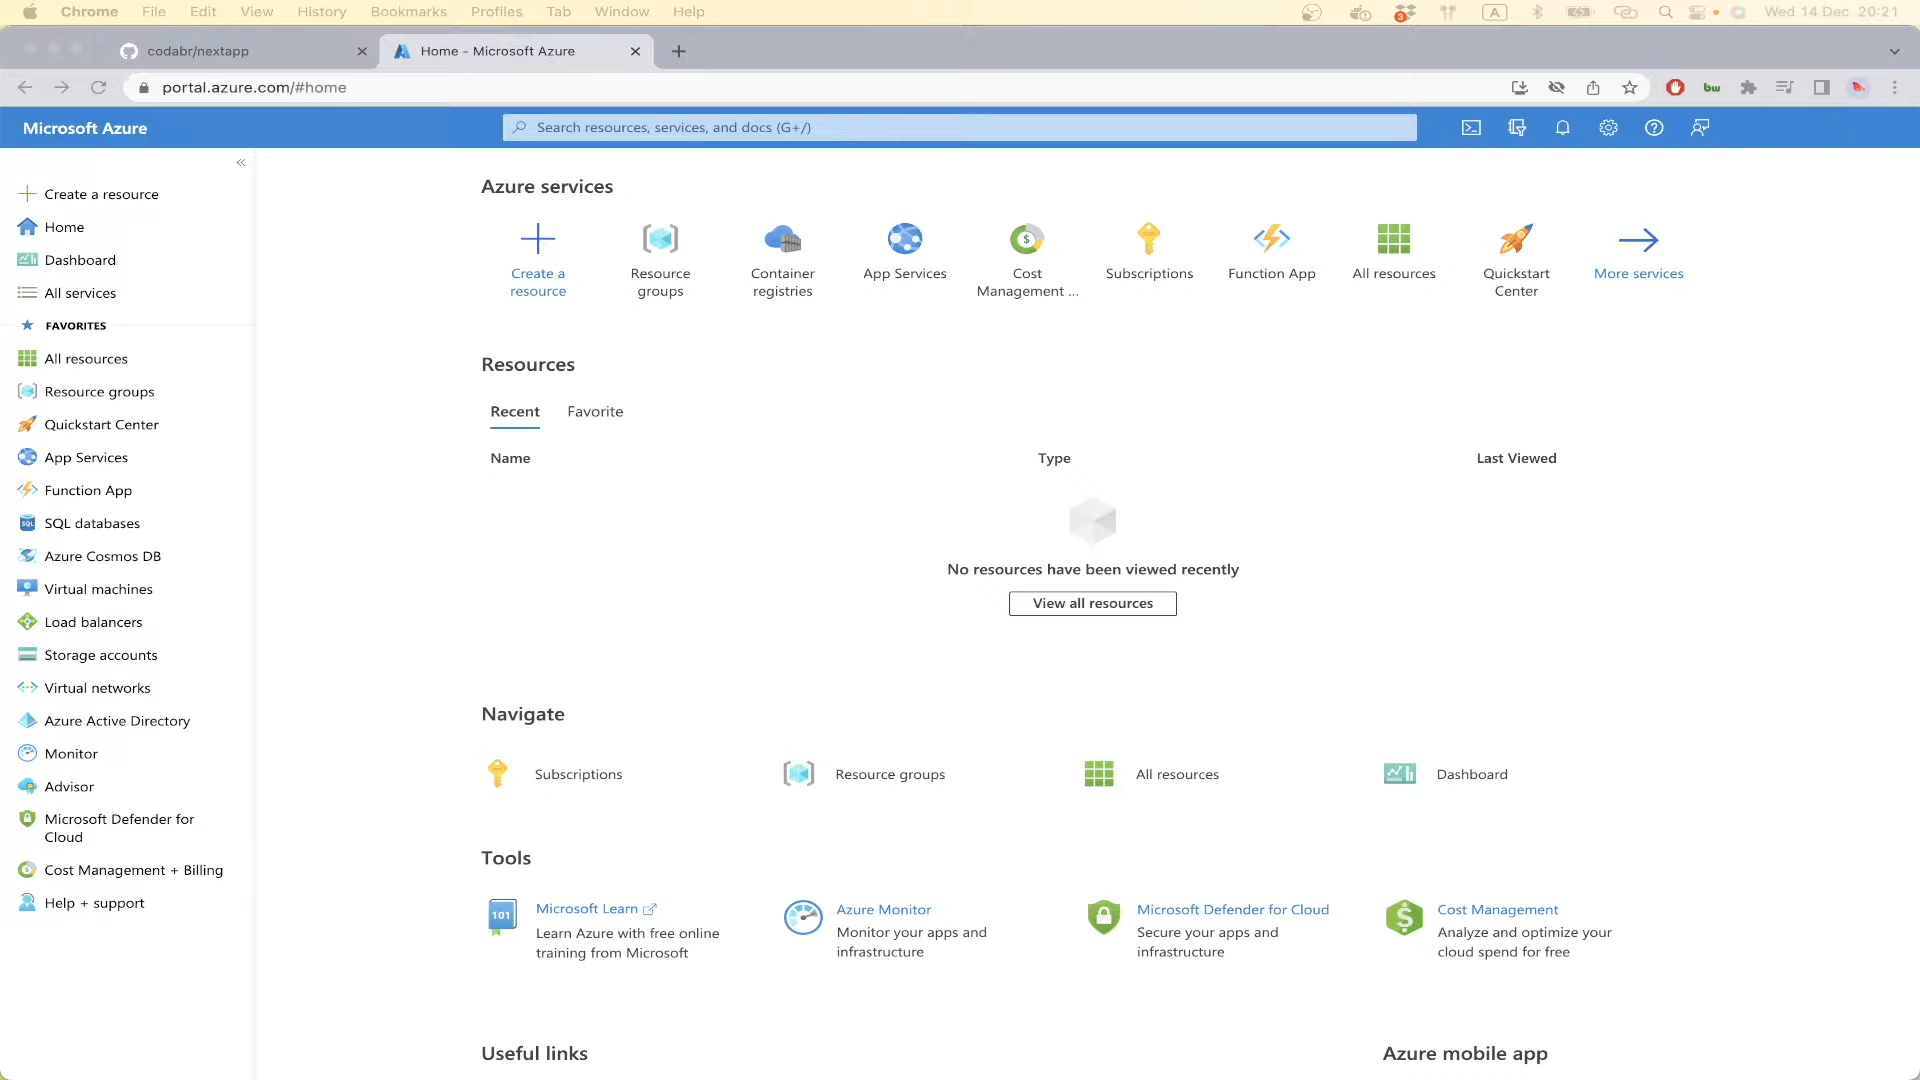 Chrome File Edit View History Bookmarks Profiles Tab Window Help
3 A Wed 14 Dec 20:21
codabr/nextapp
Home - Microsoft Azure
portal.azure.com/#home
bw
Microsoft Azure
Search resources, services, and docs (G+/)
Create a resource
Home
Dashboard
All services
FAVORITES
All resources
Resource groups
Quickstart Center
App Services
Function App
SQL databases
Azure Cosmos DB
Virtual machines
Load balancers
Storage accounts
Virtual networks
Azure Active Directory
Monitor
Advisor
Microsoft Defender for
Cloud
Cost Management + Billing
Help + support
Azure services
Create a
resource
Resource
groups
Container
registries
App Services
Cost
Management ...
Subscriptions
Function App
All resources
Quickstart
Center
More services
Resources
Recent Favorite
Name Type Last Viewed
No resources have been viewed recently
View all resources
Navigate
Subscriptions
Resource groups
All resources
Dashboard
Tools
101
Microsoft Learn
Learn Azure with free online
training from Microsoft
Azure Monitor
Monitor your apps and
infrastructure
Microsoft Defender for Cloud
Secure your apps and
infrastructure
Cost Management
Analyze and optimize your
cloud spend for free
Useful links
Azure mobile app